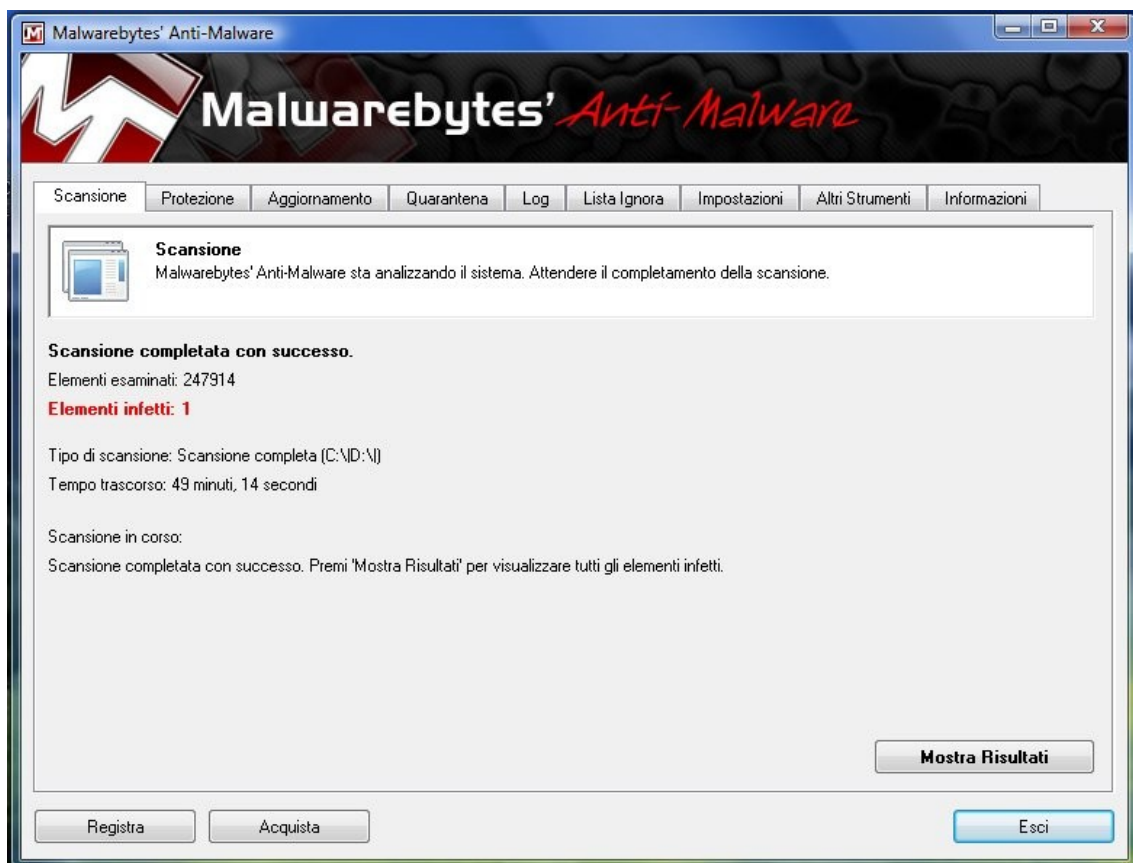 Malwarebytes' Anti-Malware
Malwarebytes' Anti-Malware
Scansione Protezione Aggiornamento Quarantena Log Lista Ignora Impostazioni Altri Strumenti Informazioni
Scansione
Malwarebytes' Anti-Malware sta analizzando il sistema. Attendere il completamento della scansione.
Scansione completata con successo.
Elementi esaminati: 247914
Elementi infetti: 1
Tipo di scansione: Scansione completa (C:\|D:\|)
Tempo trascorso: 49 minuti, 14 secondi
Scansione in corso:
Scansione completata con successo. Premi 'Mostra Risultati' per visualizzare tutti gli elementi infetti.
Mostra Risultati
Registra Acquista Esci